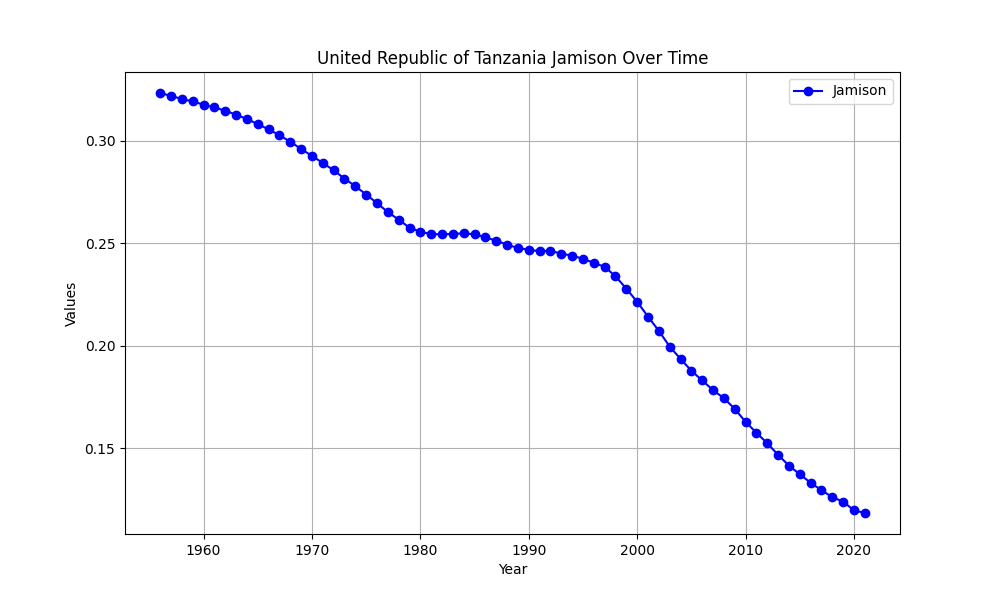 United Republic of Tanzania Jamison Over Time
Jamison
0.30
0.25
0.20
0.15
Values
1960 1970 1980 1990 2000 2010 2020
Year